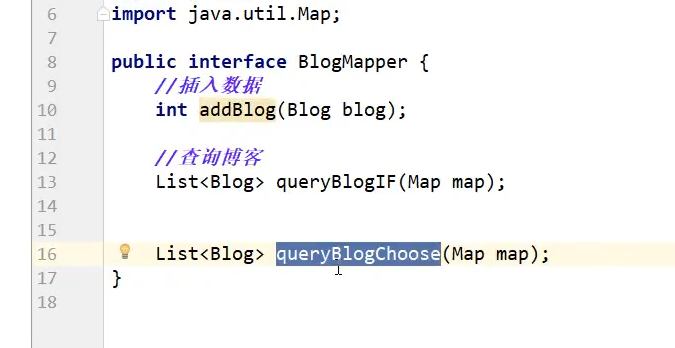 6 import java.util.Map;
7
8 public interface BlogMapper {
9 //插入数据
10 int addBlog(Blog blog);
11
12 //查询博客
13 List<Blog> queryBlogIF(Map map);
14
15
16 List<Blog> queryBlogChoose(Map map);
17 }
18